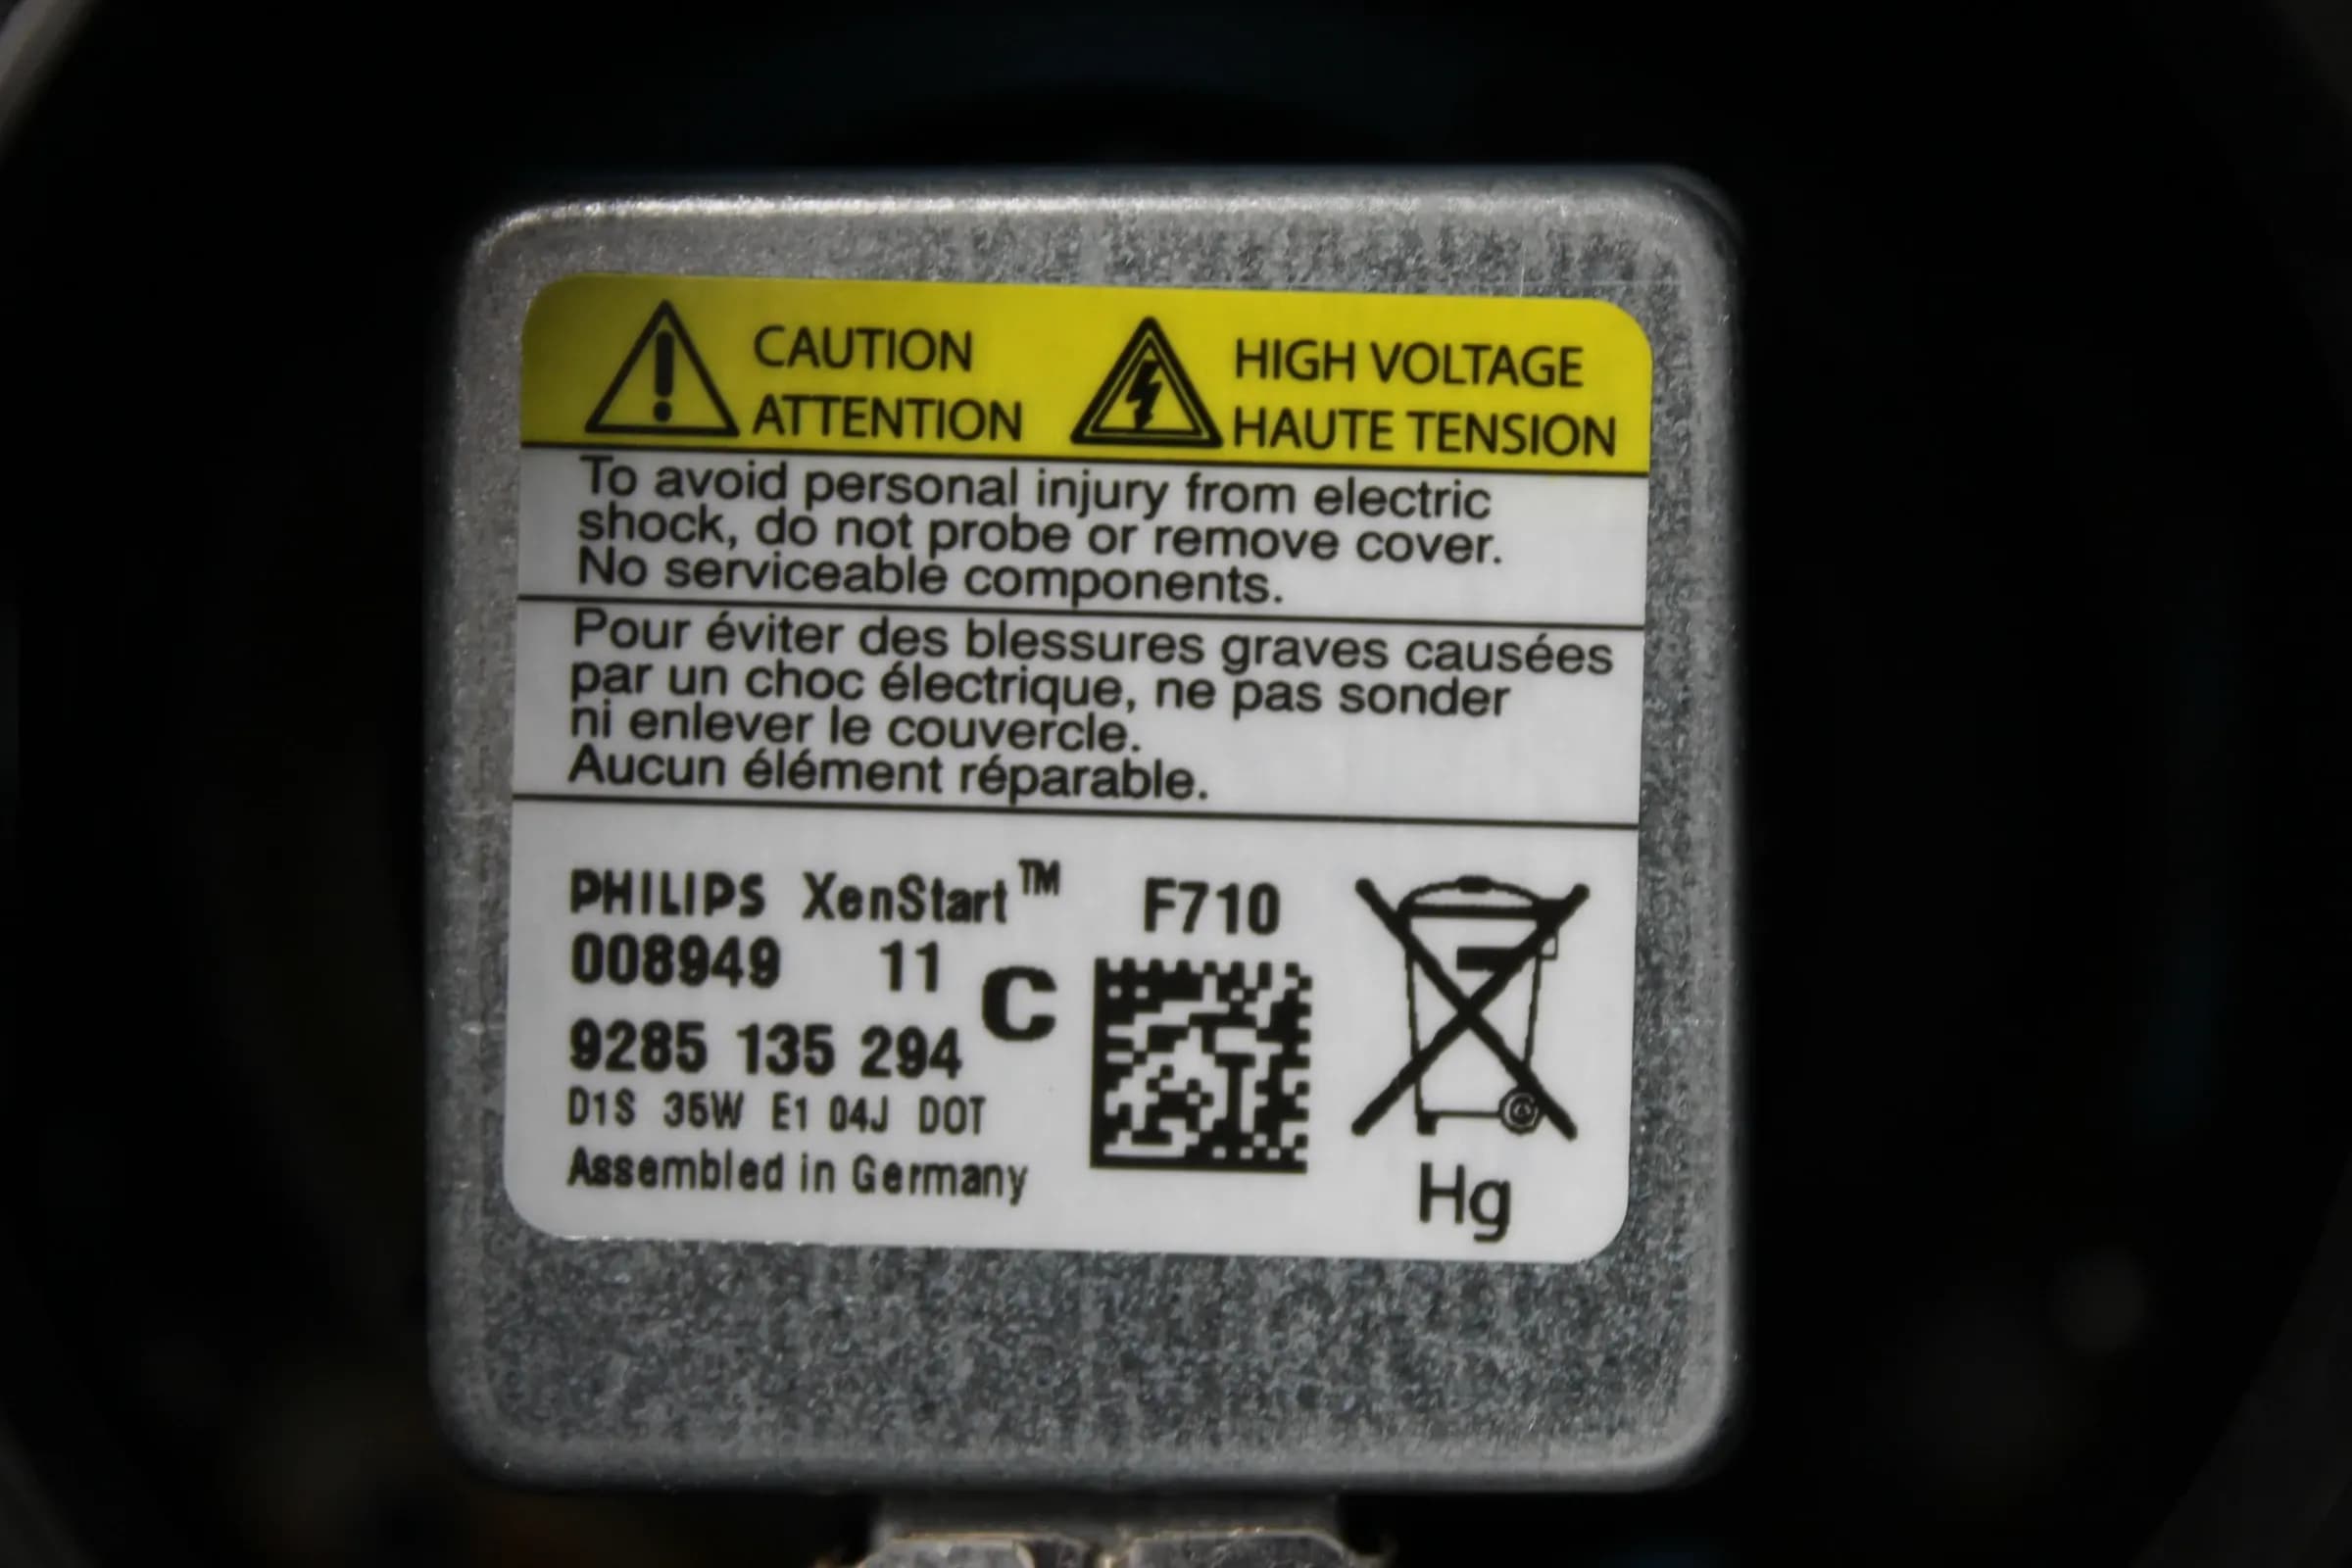 CAUTION
ATTENTION
HIGH VOLTAGE
HAUTE TENSION
To avoid personal injury from electric
shock, do not probe or remove cover.
No serviceable components.
Pour éviter des blessures graves causées
par un choc électrique, ne pas sonder
ni enlever le couvercle.
Aucun élément réparable.
PHILIPS XenStart™ F710
008949 11 C
9285 135 294
D1S 35W E1 04J DOT
Assembled in Germany
Hg